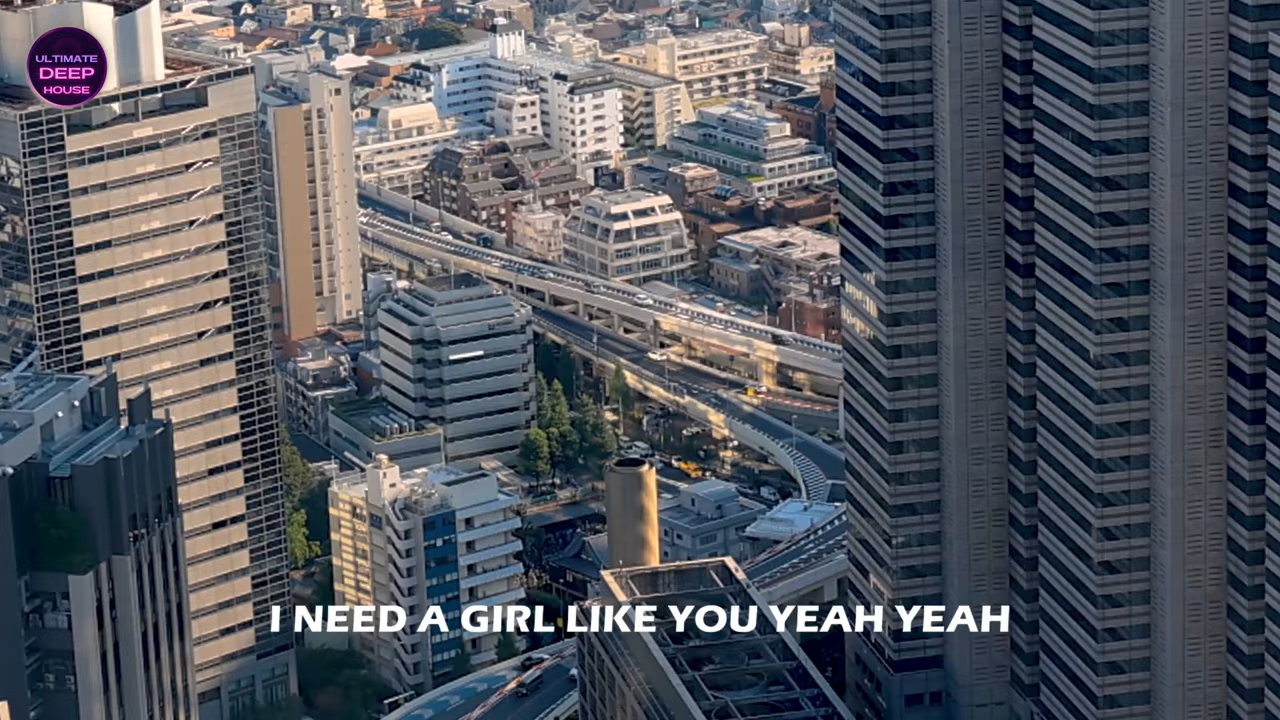 ULTIMATE
DEEP
HOUSE
I NEED A GIRL LIKE YOU YEAH YEAH